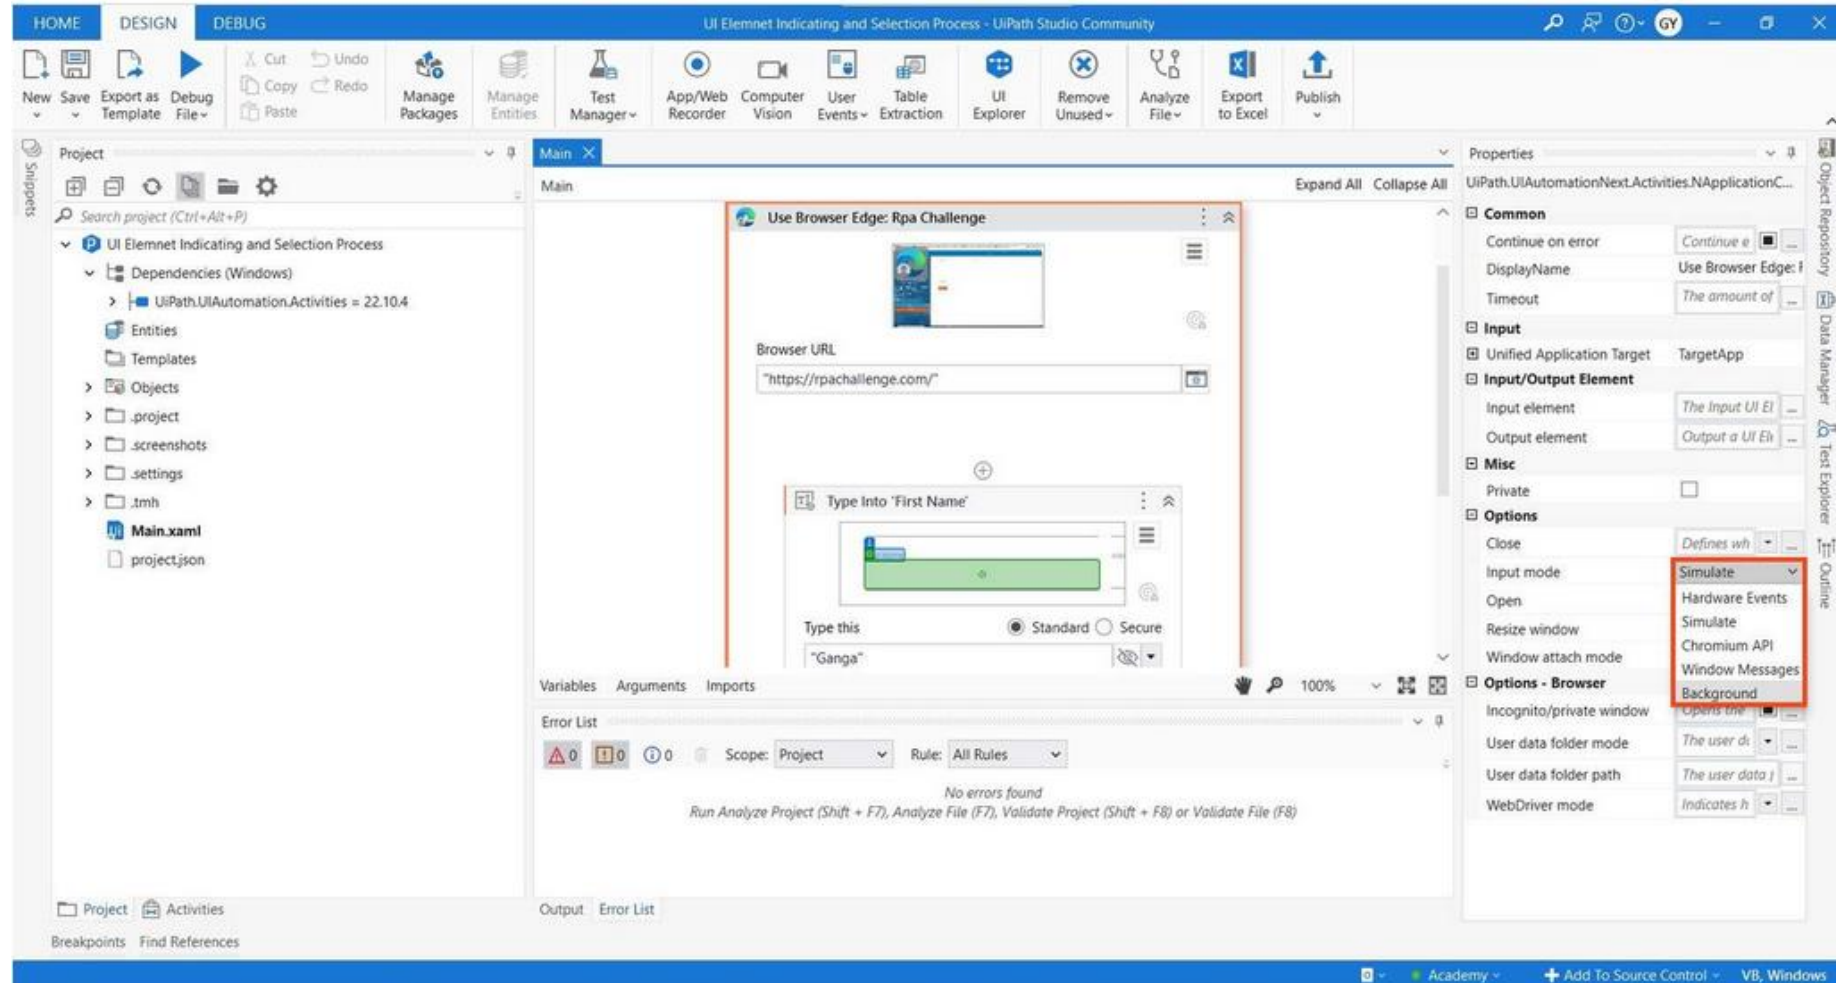 HOME DESIGN DEBUG
UI Elemnet Indicating and Selection Process - UiPath Studio Community
GY
New Save Export as Template Debug File
Cut Undo
Copy Redo
Paste
Manage Packages
Manage Entities
Test Manager
App/Web Recorder
Computer Vision
User Events
Table Extraction
UI Explorer
Remove Unused
Analyze File
Export to Excel
Publish
Snippets
Project
Search project (Ctrl+Alt+P)
UI Elemnet Indicating and Selection Process
Dependencies (Windows)
UiPath.UIAutomation.Activities = 22.10.4
Entities
Templates
Objects
.project
.screenshots
.settings
.tmh
Main.xaml
project.json
Project Activities
Breakpoints Find References
Main
Main Expand All Collapse All
Use Browser Edge: Rpa Challenge
Browser URL
"https://rpachallenge.com/"
Type Into 'First Name'
Type this Standard Secure
"Ganga"
Variables Arguments Imports 100%
Error List
0 0 0 Scope: Project Rule: All Rules
No errors found
Run Analyze Project (Shift + F7), Analyze File (F7), Validate Project (Shift + F8) or Validate File (F8)
Output Error List
Properties
UiPath.UIAutomationNext.Activities.NApplicationC...
Common
Continue on error Continue e ...
DisplayName Use Browser Edge:
Timeout The amount of ...
Input
Unified Application Target TargetApp
Input/Output Element
Input element The Input UI El ...
Output element Output a UI Ele ...
Misc
Private
Options
Close Defines wh ...
Input mode Simulate
Hardware Events
Simulate
Chromium API
Window Messages
Background
Open
Resize window
Window attach mode
Options - Browser
Incognito/private window Opens the ...
User data folder mode The user da ...
User data folder path The user data ...
WebDriver mode Indicates h ...
Object Repository
Data Manager
Test Explorer
Outline
Academy Add To Source Control VB, Windows